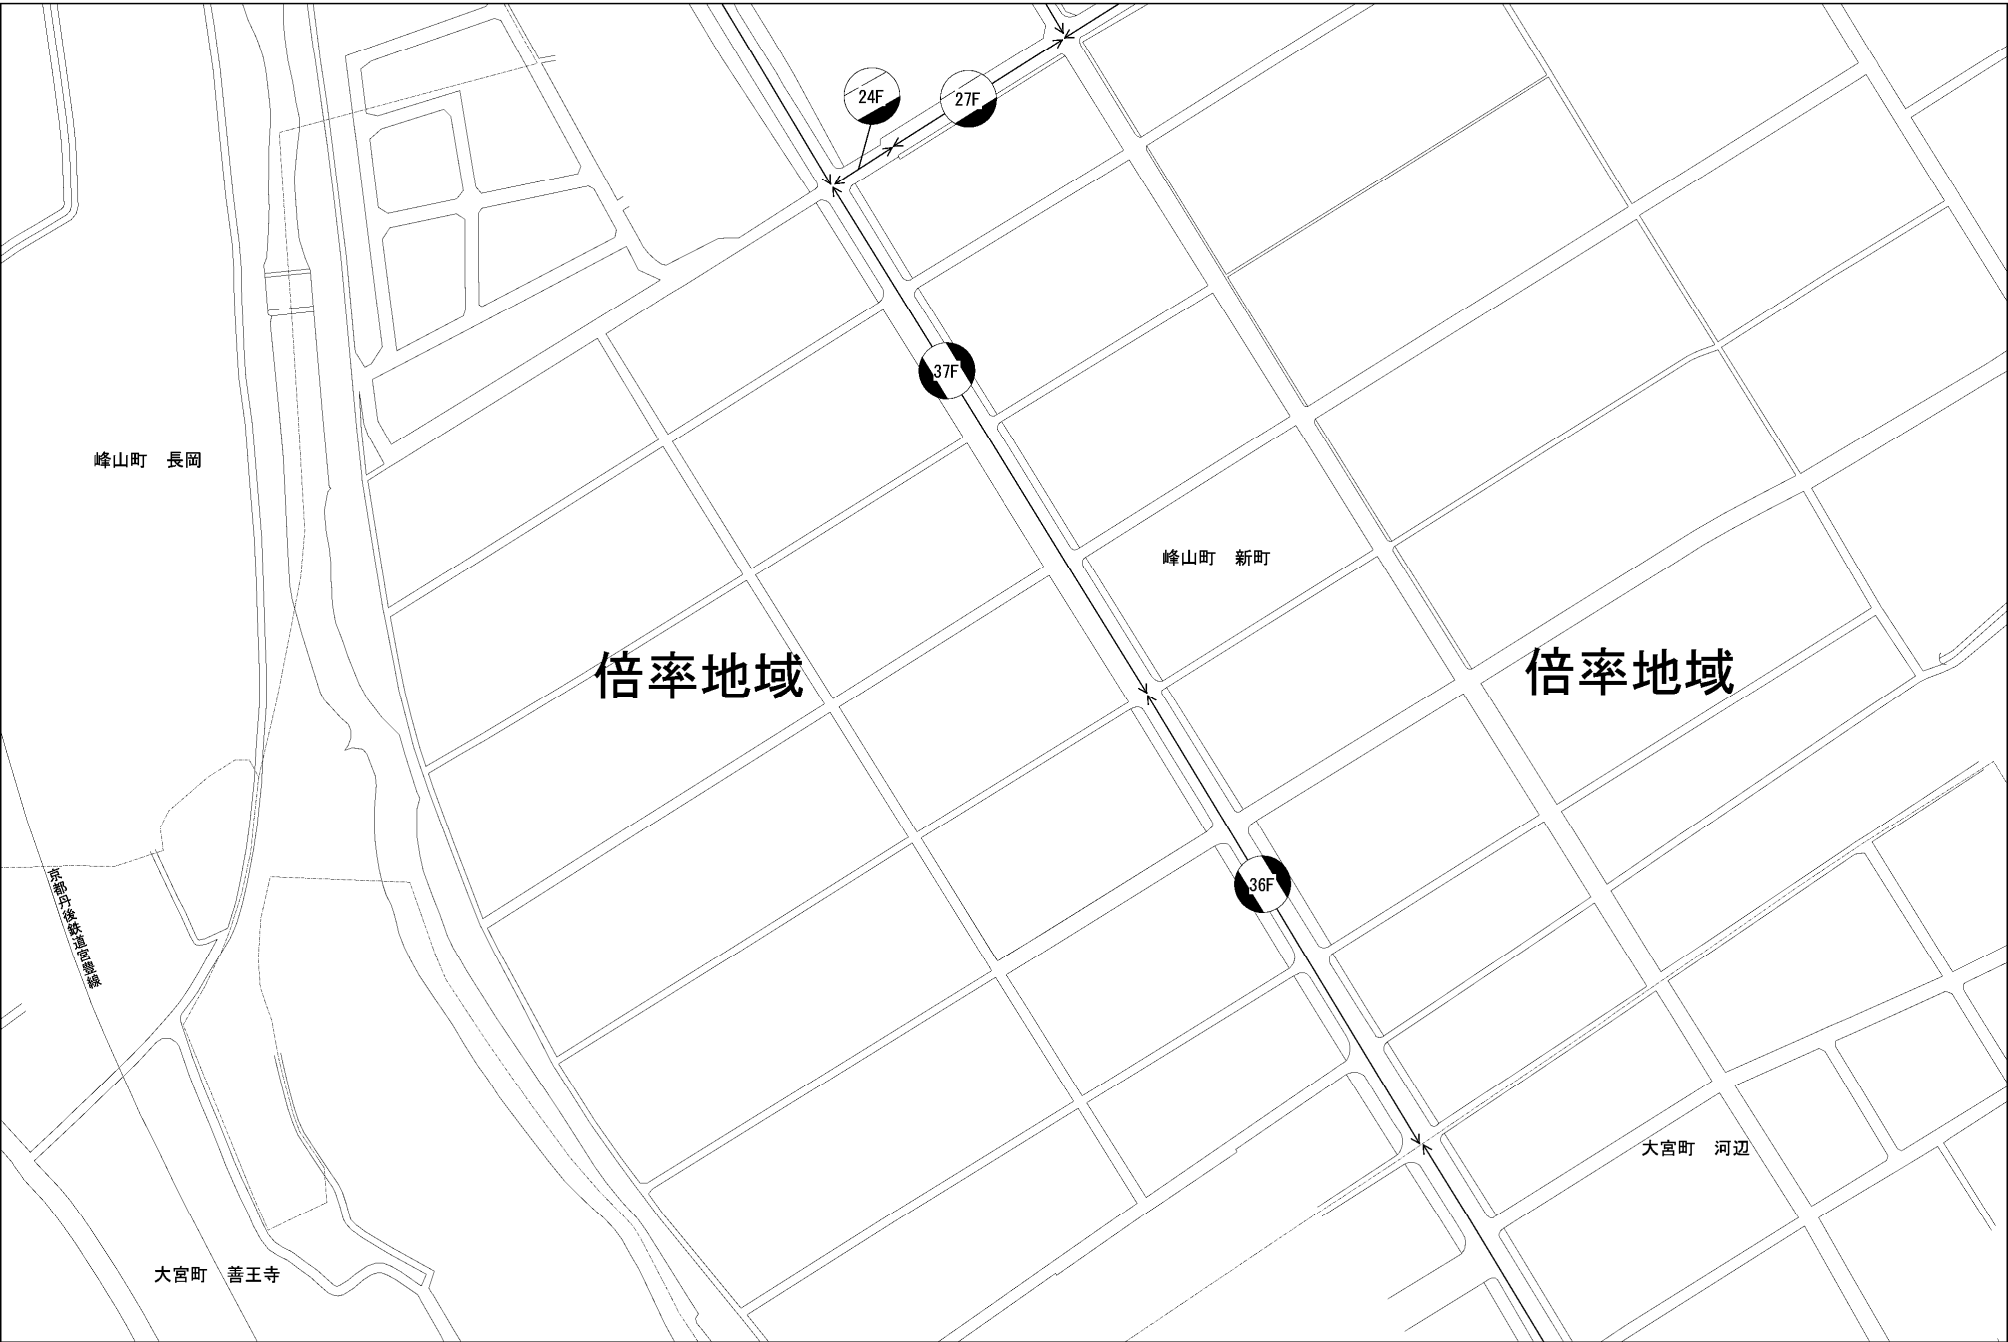 24F
27F
37F
峰山町　長岡
峰山町　新町
倍率地域
倍率地域
京都丹後鉄道宮豊線
36F
大宮町　河辺
大宮町　善王寺